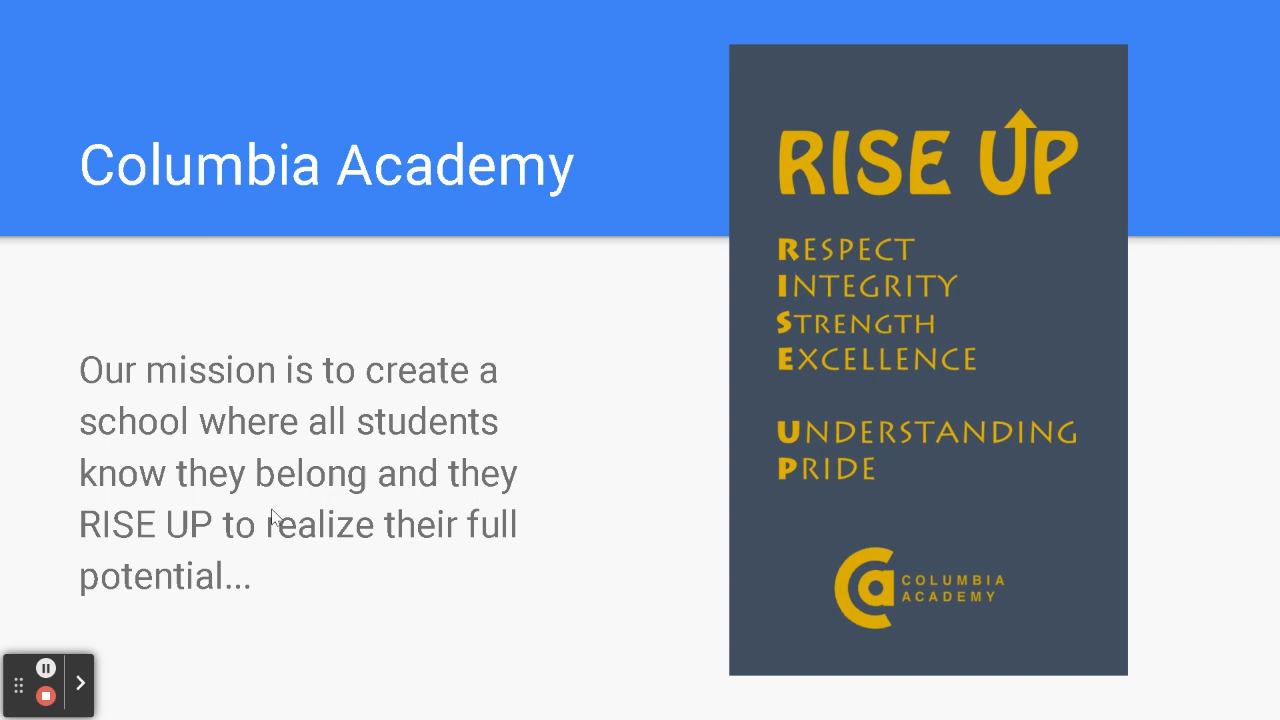 Columbia Academy
Our mission is to create a
school where all students
know they belong and they
RISE UP to realize their full
potential...
RISE UP
RESPECT
INTEGRITY
STRENGTH
EXCELLENCE
UNDERSTANDING
PRIDE
Ca COLUMBIA
ACADEMY